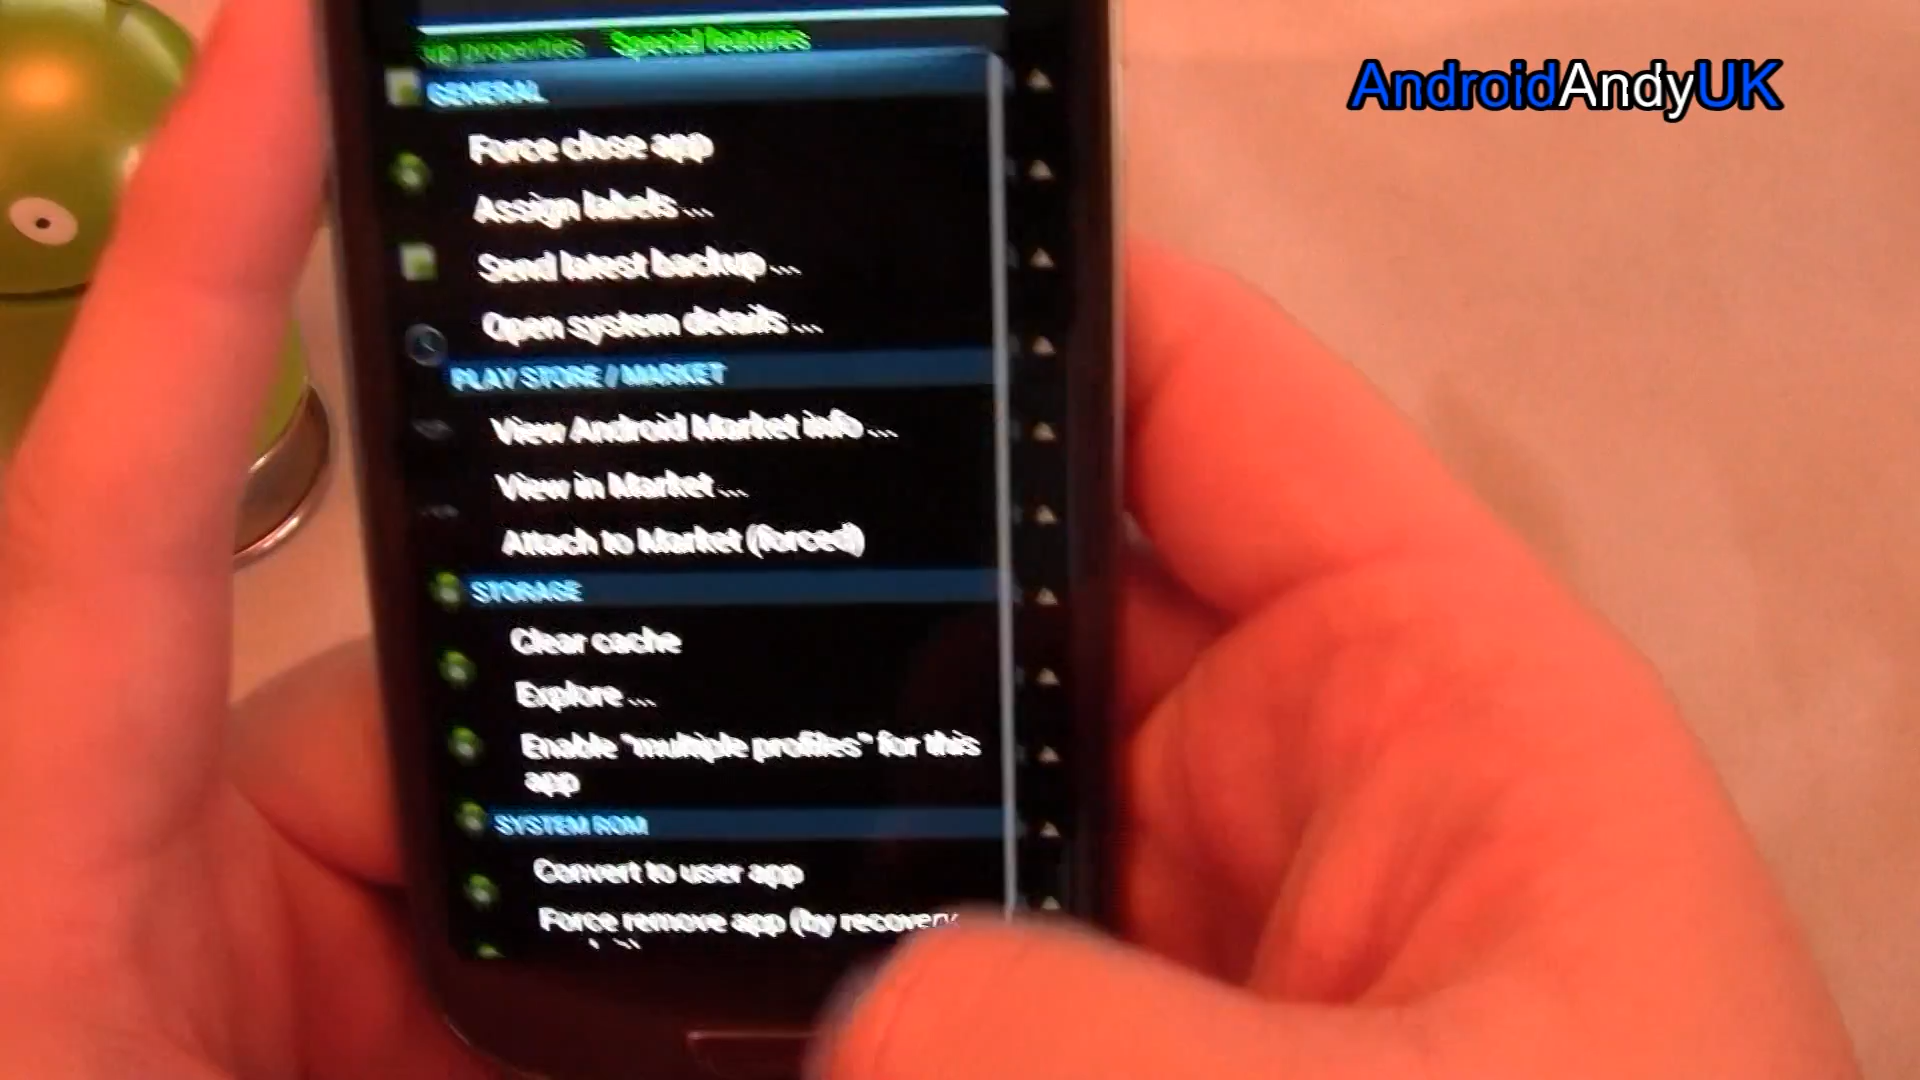 AndroidAndyUK
properties Special features
GENERAL
Force close app
Assign labels ...
Send latest backup ...
Open system details ...
PLAY STORE / MARKET
View Android Market info ...
View in Market ...
Attach to Market (forced)
STORAGE
Clear cache
Explore ...
Enable "multiple profiles" for this
app
SYSTEM ROM
Convert to user app
Force remove app (by recovery